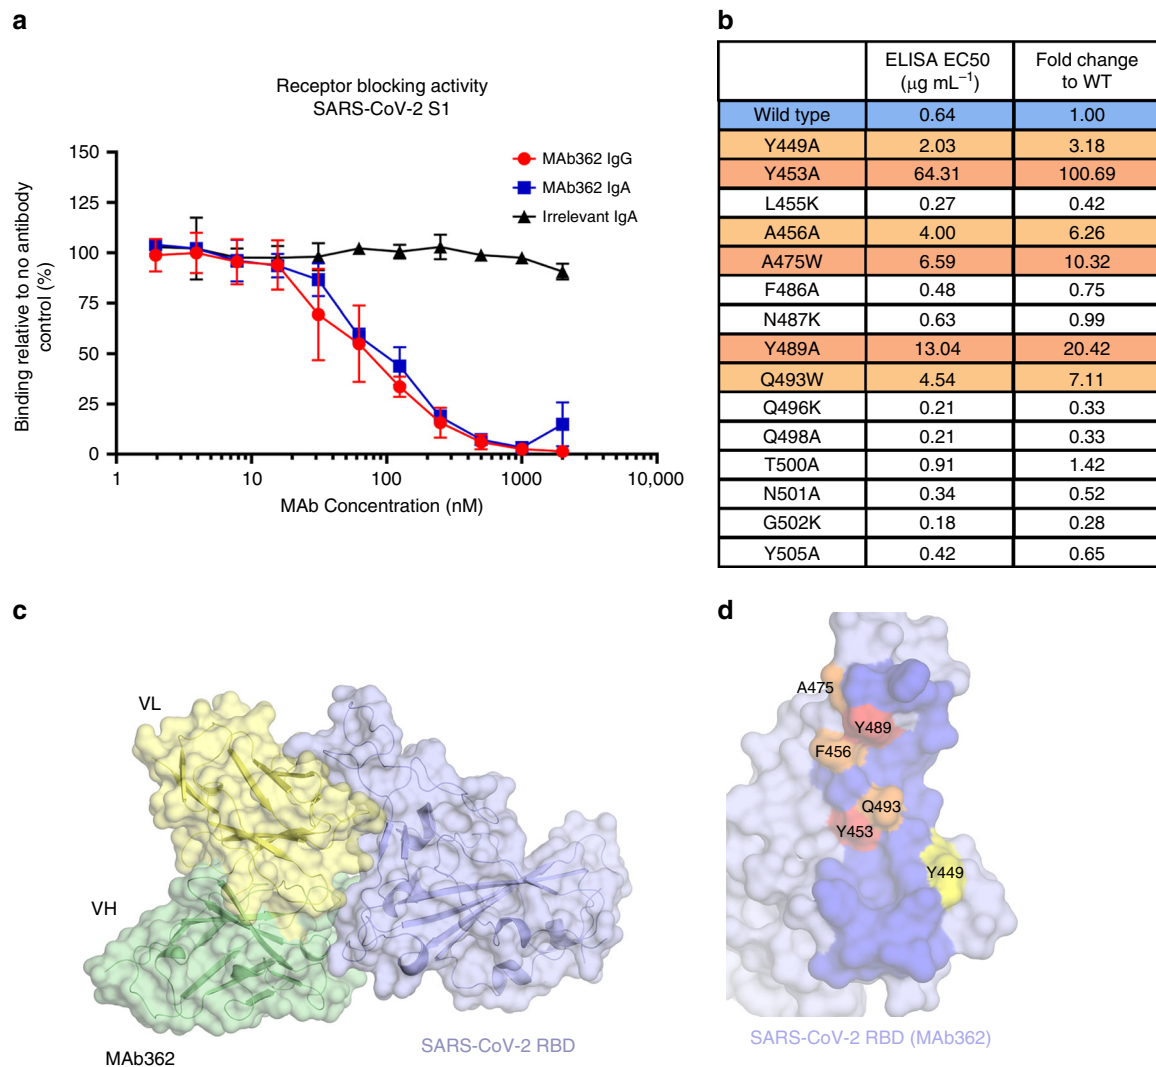 a
Receptor blocking activity
SARS-CoV-2 S1
150
125
100
75
50
25
0
1
10
100
1000
10,000
Binding relative to no antibody
control (%)
MAb Concentration (nM)
MAb362 IgG
MAb362 IgA
Irrelevant IgA
b
ELISA EC50 (μg mL⁻¹) Fold change to WT
Wild type 0.64 1.00
Y449A 2.03 3.18
Y453A 64.31 100.69
L455K 0.27 0.42
A456A 4.00 6.26
A475W 6.59 10.32
F486A 0.48 0.75
N487K 0.63 0.99
Y489A 13.04 20.42
Q493W 4.54 7.11
Q496K 0.21 0.33
Q498A 0.21 0.33
T500A 0.91 1.42
N501A 0.34 0.52
G502K 0.18 0.28
Y505A 0.42 0.65
c
VL
VH
MAb362
SARS-CoV-2 RBD
d
A475
Y489
F456
Q493
Y453
Y449
SARS-CoV-2 RBD (MAb362)